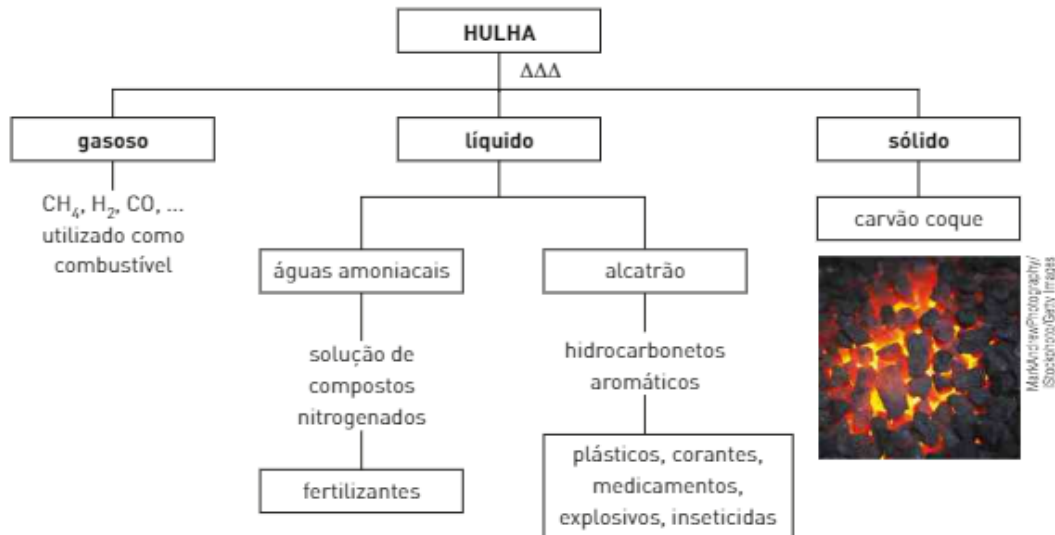 HULHA
ΔΔΔ
gasoso
líquido
sólido
CH₄, H₂, CO, ...
utilizado como
combustível
águas amoniacais
alcatrão
carvão coque
solução de
compostos
nitrogenados
hidrocarbonetos
aromáticos
fertilizantes
plásticos, corantes,
medicamentos,
explosivos, inseticidas
MarkAndrewPhotography/
iStockphoto/Getty Images